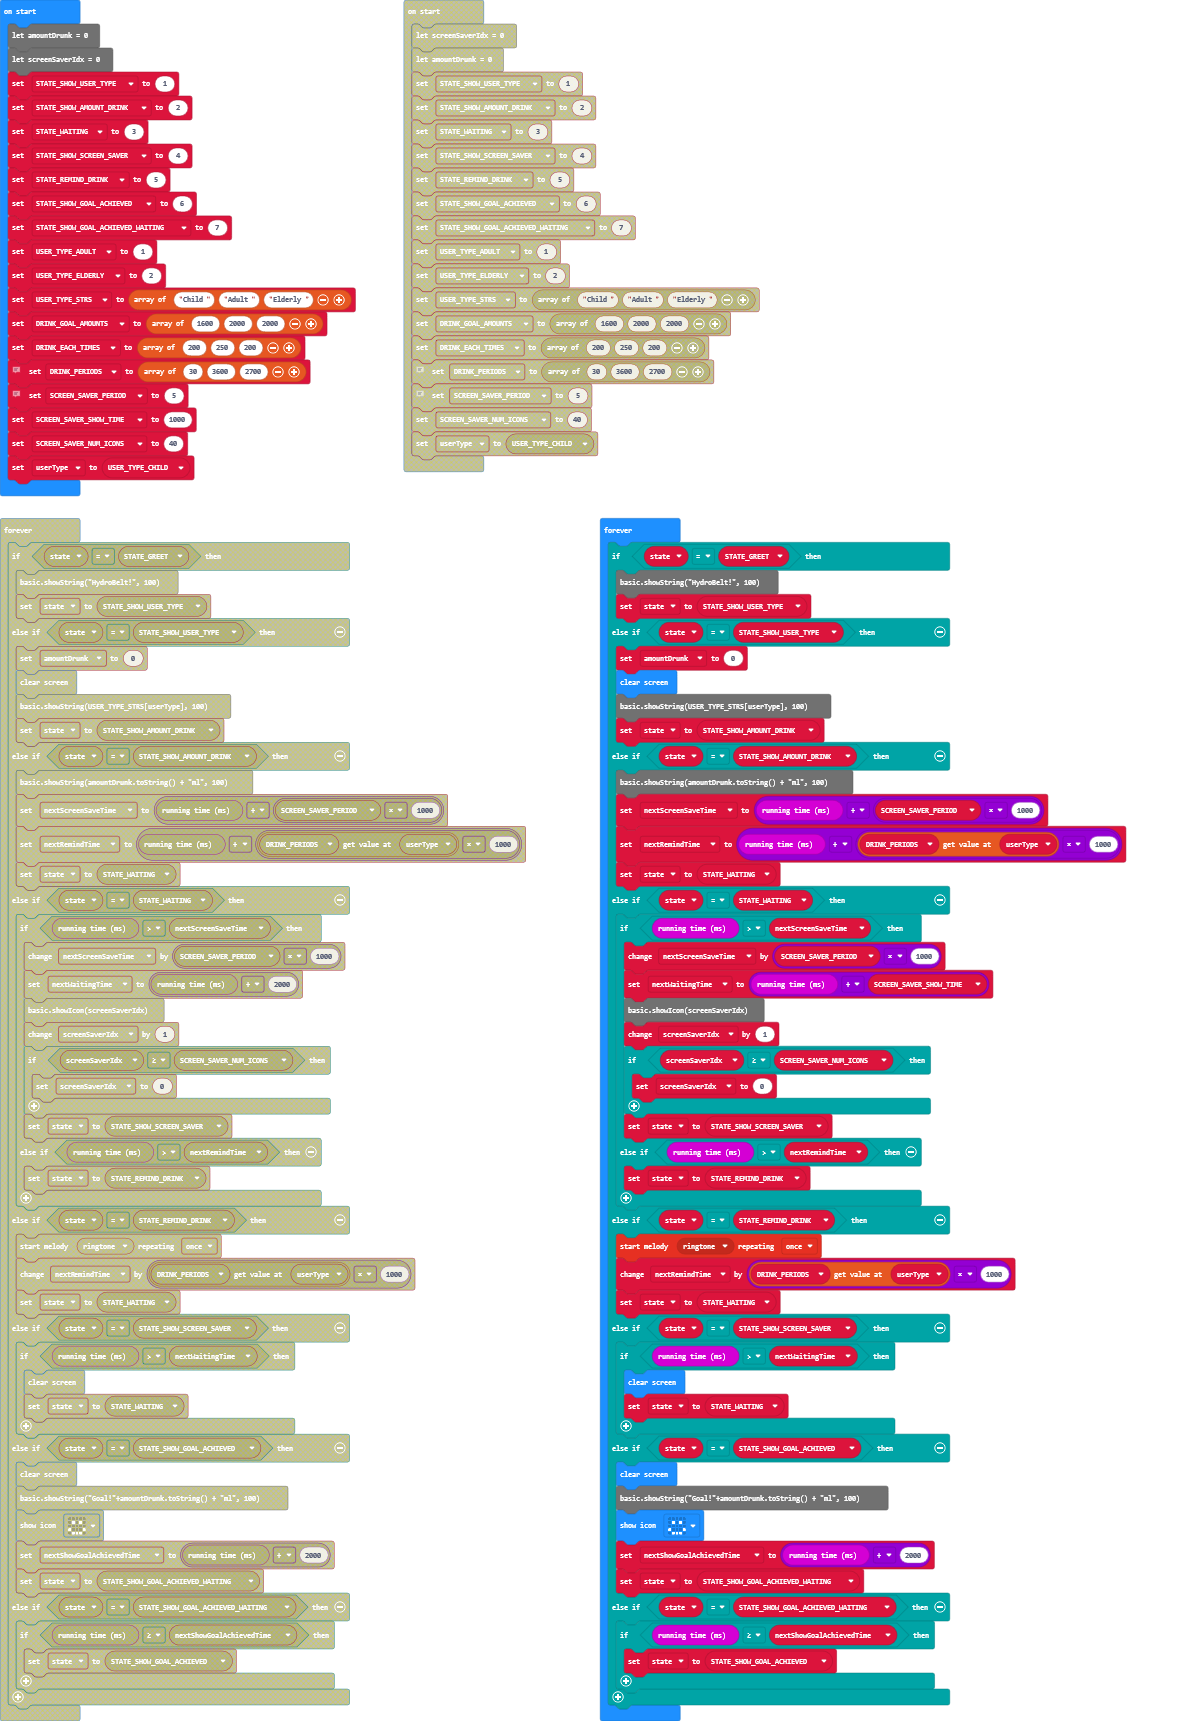 on start
let amountDrunk = 0
let screenSaverIdx = 0
set STATE_SHOW_USER_TYPE to 1
set STATE_SHOW_AMOUNT_DRINK to 2
set STATE_WAITING to 3
set STATE_SHOW_SCREEN_SAVER to 4
set STATE_REMIND_DRINK to 5
set STATE_SHOW_GOAL_ACHIEVED to 6
set STATE_SHOW_GOAL_ACHIEVED_WAITING to 7
set USER_TYPE_ADULT to 1
set USER_TYPE_ELDERLY to 2
set USER_TYPE_STRS to array of "Child " "Adult " "Elderly "
set DRINK_GOAL_AMOUNTS to array of 1600 2000 2000
set DRINK_EACH_TIMES to array of 200 250 200
set DRINK_PERIODS to array of 30 3600 2700
set SCREEN_SAVER_PERIOD to 5
set SCREEN_SAVER_SHOW_TIME to 1000
set SCREEN_SAVER_NUM_ICONS to 40
set userType to USER_TYPE_CHILD
on start
let screenSaverIdx = 0
let amountDrunk = 0
set STATE_SHOW_USER_TYPE to 1
set STATE_SHOW_AMOUNT_DRINK to 2
set STATE_WAITING to 3
set STATE_SHOW_SCREEN_SAVER to 4
set STATE_REMIND_DRINK to 5
set STATE_SHOW_GOAL_ACHIEVED to 6
set STATE_SHOW_GOAL_ACHIEVED_WAITING to 7
set USER_TYPE_ADULT to 1
set USER_TYPE_ELDERLY to 2
set USER_TYPE_STRS to array of "Child " "Adult " "Elderly "
set DRINK_GOAL_AMOUNTS to array of 1600 2000 2000
set DRINK_EACH_TIMES to array of 200 250 200
set DRINK_PERIODS to array of 30 3600 2700
set SCREEN_SAVER_PERIOD to 5
set SCREEN_SAVER_NUM_ICONS to 40
set userType to USER_TYPE_CHILD
forever
if state = STATE_GREET then
basic.showString("HydroBelt!", 100)
set state to STATE_SHOW_USER_TYPE
else if state = STATE_SHOW_USER_TYPE then
set amountDrunk to 0
clear screen
basic.showString(USER_TYPE_STRS[userType], 100)
set state to STATE_SHOW_AMOUNT_DRINK
else if state = STATE_SHOW_AMOUNT_DRINK then
basic.showString(amountDrunk.toString() + "ml", 100)
set nextScreenSaveTime to running time (ms) + SCREEN_SAVER_PERIOD × 1000
set nextRemindTime to running time (ms) + DRINK_PERIODS get value at userType × 1000
set state to STATE_WAITING
else if state = STATE_WAITING then
if running time (ms) > nextScreenSaveTime then
change nextScreenSaveTime by SCREEN_SAVER_PERIOD × 1000
set nextWaitingTime to running time (ms) + 2000
basic.showIcon(screenSaverIdx)
change screenSaverIdx by 1
if screenSaverIdx ≥ SCREEN_SAVER_NUM_ICONS then
set screenSaverIdx to 0
set state to STATE_SHOW_SCREEN_SAVER
else if running time (ms) > nextRemindTime then
set state to STATE_REMIND_DRINK
else if state = STATE_REMIND_DRINK then
start melody ringtone repeating once
change nextRemindTime by DRINK_PERIODS get value at userType × 1000
set state to STATE_WAITING
else if state = STATE_SHOW_SCREEN_SAVER then
if running time (ms) > nextWaitingTime then
clear screen
set state to STATE_WAITING
else if state = STATE_SHOW_GOAL_ACHIEVED then
clear screen
basic.showString("Goal!"+amountDrunk.toString() + "ml", 100)
show icon
set nextShowGoalAchievedTime to running time (ms) + 2000
set state to STATE_SHOW_GOAL_ACHIEVED_WAITING
else if state = STATE_SHOW_GOAL_ACHIEVED_WAITING then
if running time (ms) ≥ nextShowGoalAchievedTime then
set state to STATE_SHOW_GOAL_ACHIEVED
forever
if state = STATE_GREET then
basic.showString("HydroBelt!", 100)
set state to STATE_SHOW_USER_TYPE
else if state = STATE_SHOW_USER_TYPE then
set amountDrunk to 0
clear screen
basic.showString(USER_TYPE_STRS[userType], 100)
set state to STATE_SHOW_AMOUNT_DRINK
else if state = STATE_SHOW_AMOUNT_DRINK then
basic.showString(amountDrunk.toString() + "ml", 100)
set nextScreenSaveTime to running time (ms) + SCREEN_SAVER_PERIOD × 1000
set nextRemindTime to running time (ms) + DRINK_PERIODS get value at userType × 1000
set state to STATE_WAITING
else if state = STATE_WAITING then
if running time (ms) > nextScreenSaveTime then
change nextScreenSaveTime by SCREEN_SAVER_PERIOD × 1000
set nextWaitingTime to running time (ms) + SCREEN_SAVER_SHOW_TIME
basic.showIcon(screenSaverIdx)
change screenSaverIdx by 1
if screenSaverIdx ≥ SCREEN_SAVER_NUM_ICONS then
set screenSaverIdx to 0
set state to STATE_SHOW_SCREEN_SAVER
else if running time (ms) > nextRemindTime then
set state to STATE_REMIND_DRINK
else if state = STATE_REMIND_DRINK then
start melody ringtone repeating once
change nextRemindTime by DRINK_PERIODS get value at userType × 1000
set state to STATE_WAITING
else if state = STATE_SHOW_SCREEN_SAVER then
if running time (ms) > nextWaitingTime then
clear screen
set state to STATE_WAITING
else if state = STATE_SHOW_GOAL_ACHIEVED then
clear screen
basic.showString("Goal!"+amountDrunk.toString() + "ml", 100)
show icon
set nextShowGoalAchievedTime to running time (ms) + 2000
set state to STATE_SHOW_GOAL_ACHIEVED_WAITING
else if state = STATE_SHOW_GOAL_ACHIEVED_WAITING then
if running time (ms) ≥ nextShowGoalAchievedTime then
set state to STATE_SHOW_GOAL_ACHIEVED